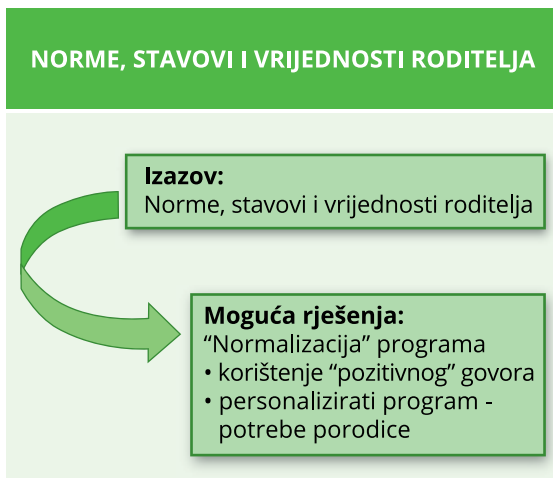 NORME, STAVOVI I VRIJEDNOSTI RODITELJA
Izazov:
Norme, stavovi i vrijednosti roditelja
Moguća rješenja:
“Normalizacija” programa
• korištenje “pozitivnog” govora
• personalizirati program -
potrebe porodice